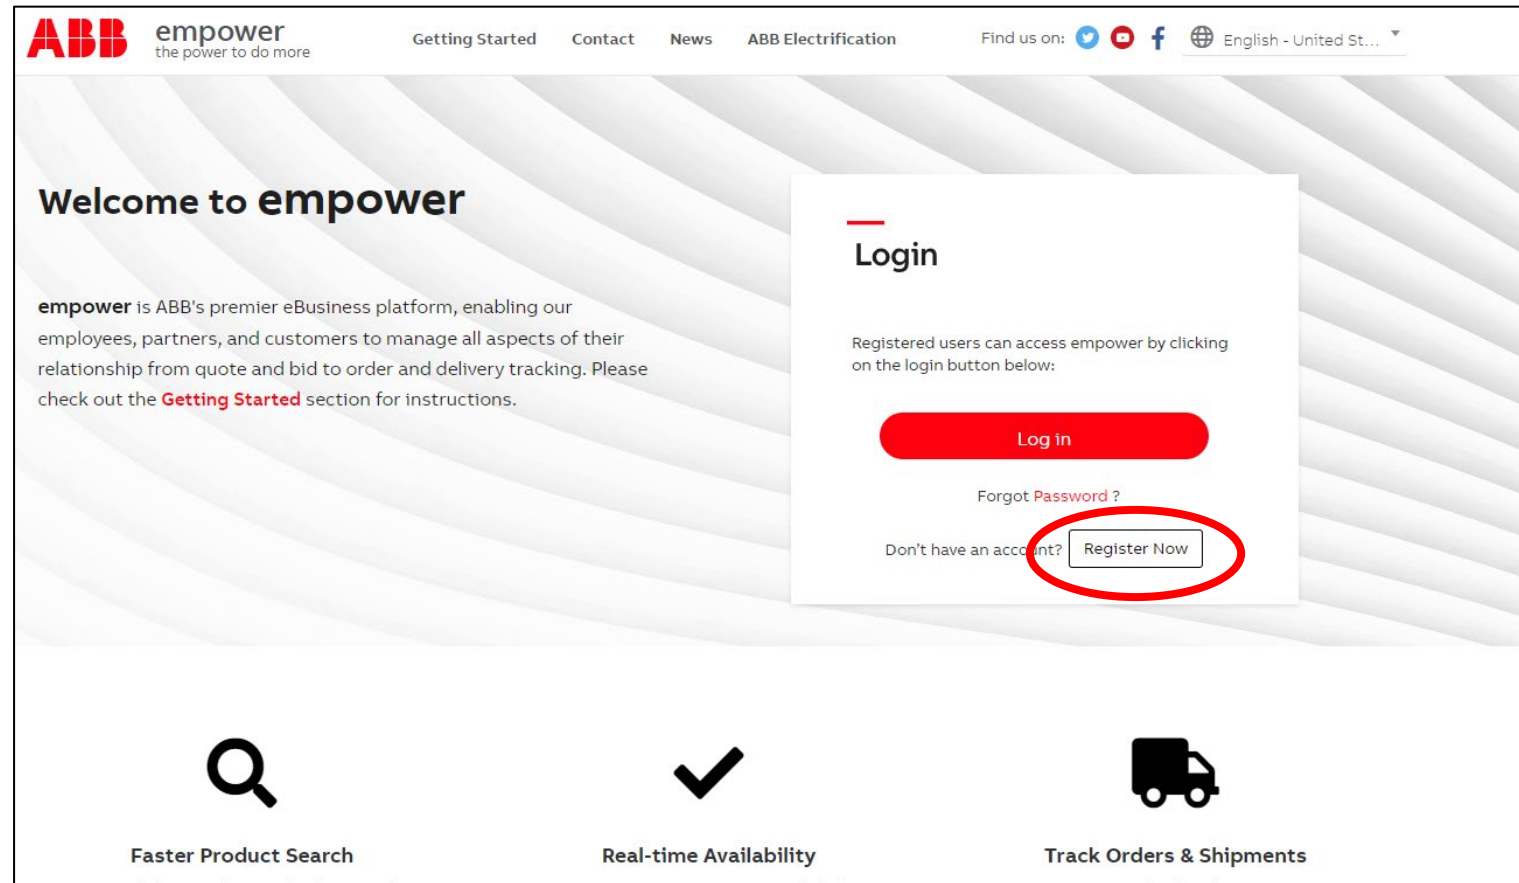 ABB
empower
the power to do more
Getting Started
Contact
News
ABB Electrification
Find us on:
English - United St...
Welcome to empower
empower is ABB's premier eBusiness platform, enabling our
employees, partners, and customers to manage all aspects of their
relationship from quote and bid to order and delivery tracking. Please
check out the Getting Started section for instructions.
Login
Registered users can access empower by clicking
on the login button below:
Log in
Forgot Password ?
Don't have an account? Register Now
Faster Product Search
Real-time Availability
Track Orders & Shipments